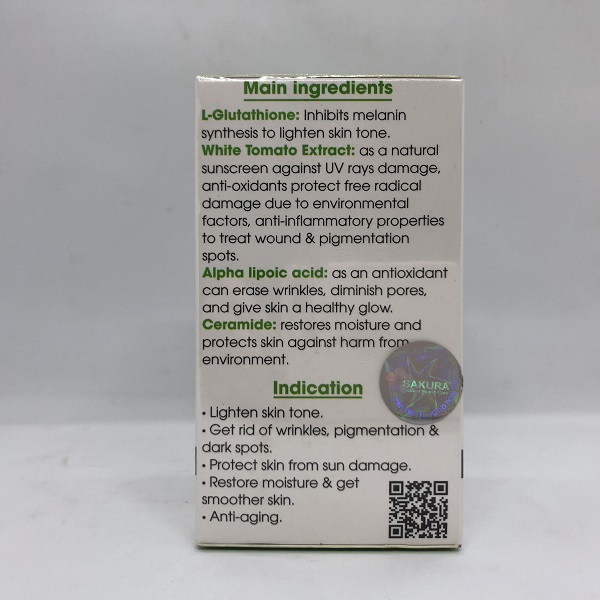 Main ingredients
L-Glutathione: Inhibits melanin
synthesis to lighten skin tone.
White Tomato Extract: as a natural
sunscreen against UV rays damage,
anti-oxidants protect free radical
damage due to environmental
factors, anti-inflammatory properties
to treat wound & pigmentation
spots.
Alpha lipoic acid: as an antioxidant
can erase wrinkles, diminish pores,
and give skin a healthy glow.
Ceramide: restores moisture and
protects skin against harm from
environment.
SAKURA
Indication
• Lighten skin tone.
• Get rid of wrinkles, pigmentation &
dark spots.
• Protect skin from sun damage.
• Restore moisture & get
smoother skin.
• Anti-aging.